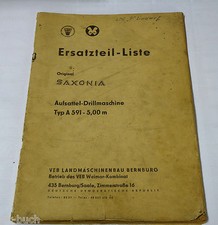 Ersatzteil-Liste
Original
SAXONIA
Aufsattel-Drillmaschine
Typ A 591 - 5,00 m
VEB LANDMASCHINENBAU BERNBURG
Betrieb des VEB Weimar-Kombinat
435 Bernburg/Saale, Zimmerstraße 16